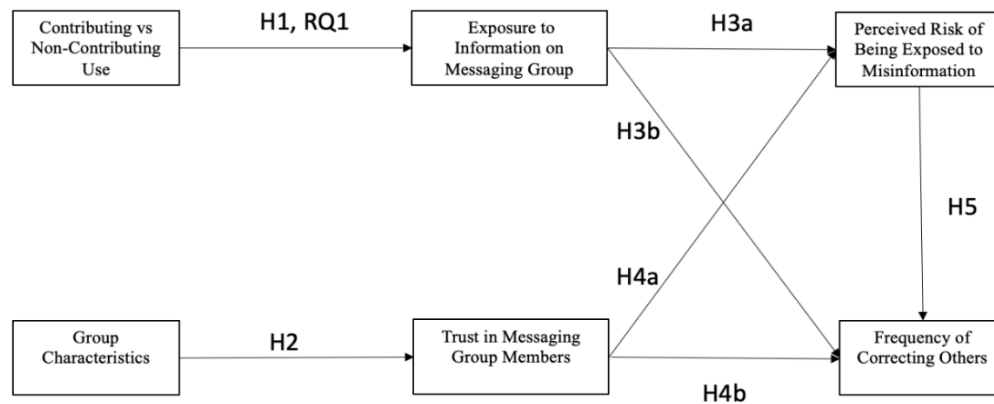 Contributing vs
Non-Contributing
Use
H1, RQ1
Exposure to
Information on
Messaging Group
H3a
Perceived Risk of
Being Exposed to
Misinformation
H3b
H5
H4a
Group
Characteristics
H2
Trust in Messaging
Group Members
H4b
Frequency of
Correcting Others